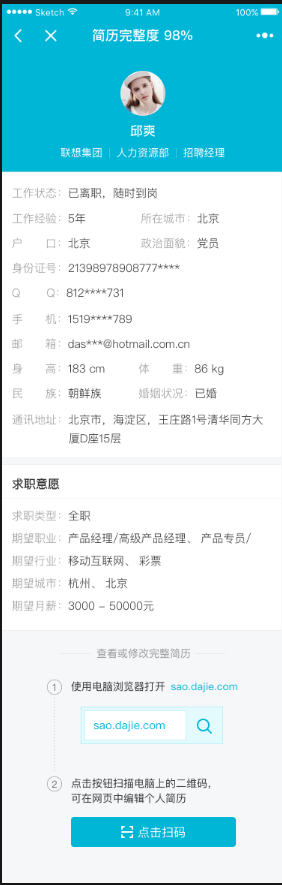 Sketch 9:41 AM 100%
简历完整度 98%
邱爽
联想集团 | 人力资源部 | 招聘经理
工作状态: 已离职，随时到岗
工作经验: 5年 所在城市: 北京
户 口: 北京 政治面貌: 党员
身份证号: 21398978908777****
Q Q: 812****731
手 机: 1519****789
邮 箱: das***@hotmail.com.cn
身 高: 183 cm 体 重: 86 kg
民 族: 朝鲜族 婚姻状况: 已婚
通讯地址: 北京市，海淀区，王庄路1号清华同方大
厦D座15层
求职意愿
求职类型: 全职
期望职业: 产品经理/高级产品经理、 产品专员/
期望行业: 移动互联网、 彩票
期望城市: 杭州、 北京
期望月薪: 3000 - 50000元
查看或修改完整简历
1 使用电脑浏览器打开 sao.dajie.com
sao.dajie.com
2 点击按钮扫描电脑上的二维码，
可在网页中编辑个人简历
点击扫码